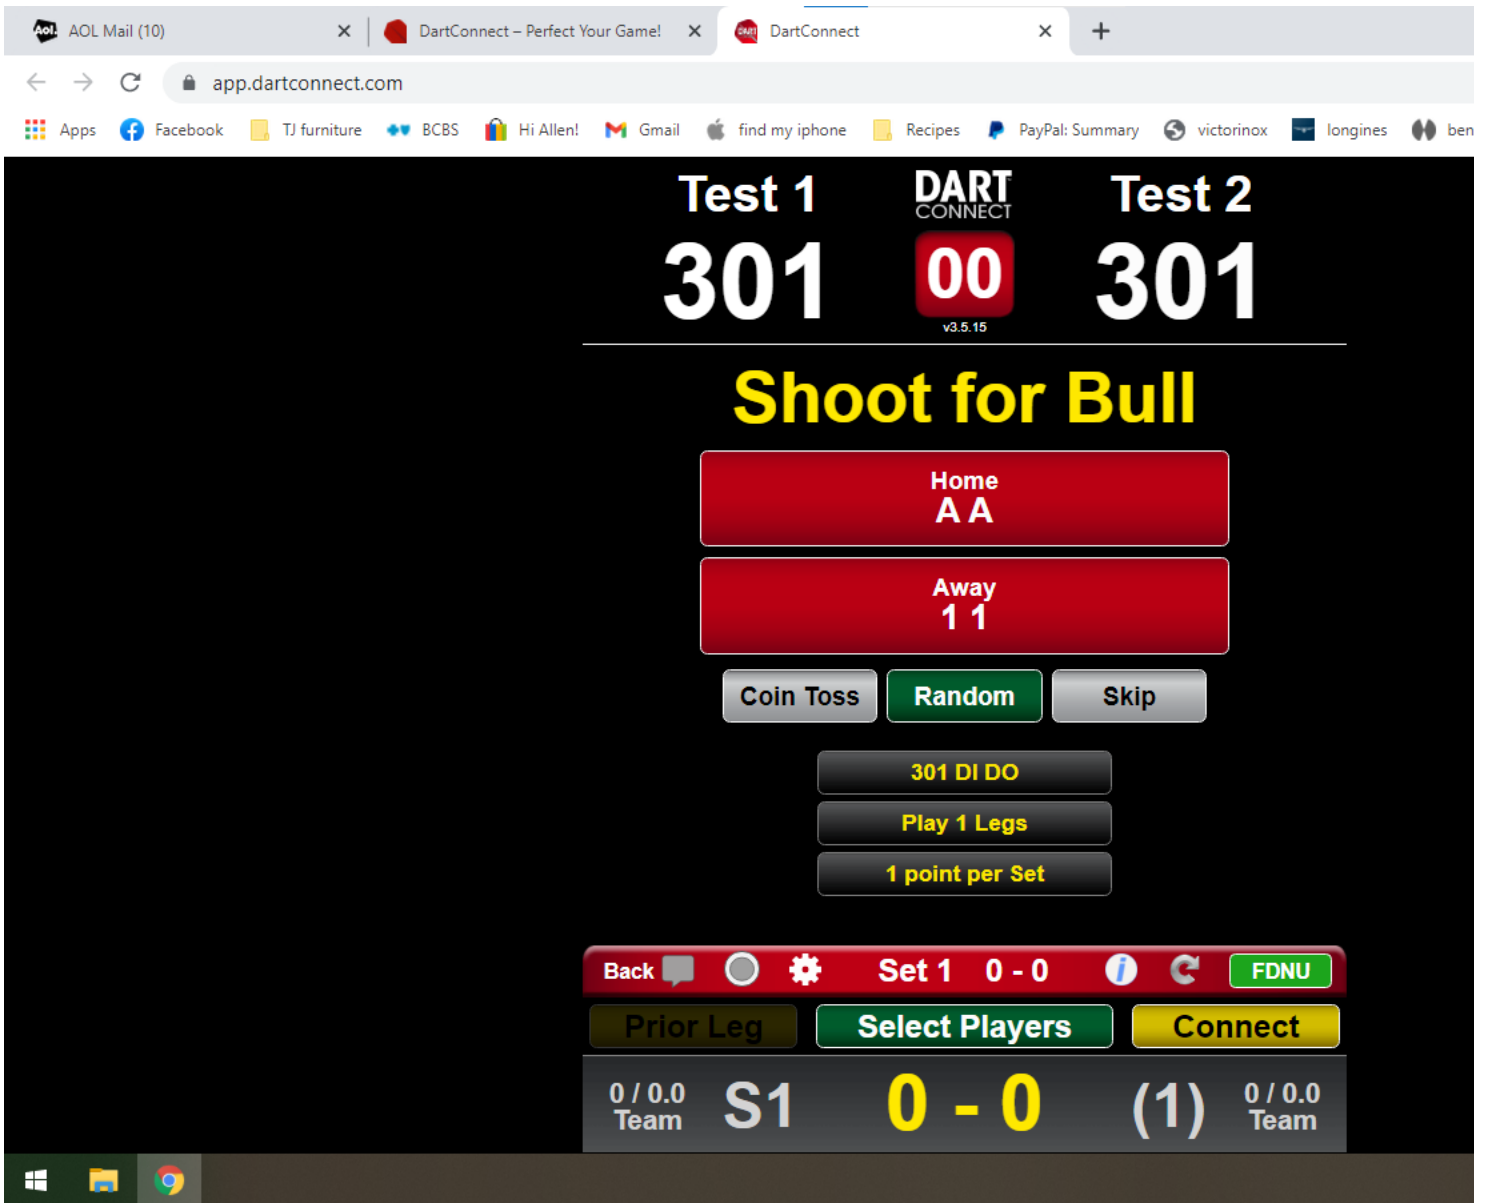 Aol. AOL Mail (10)
DartConnect – Perfect Your Game!
DART DartConnect
app.dartconnect.com
Apps Facebook TJ furniture BCBS Hi Allen! Gmail find my iphone Recipes PayPal: Summary victorinox longines ben
Test 1 DART CONNECT Test 2
301 00 301
v3.5.15
Shoot for Bull
Home
A A
Away
1 1
Coin Toss Random Skip
301 DI DO
Play 1 Legs
1 point per Set
Back Set 1 0 - 0 i FDNU
Prior Leg Select Players Connect
0 / 0.0 S1 0 - 0 (1) 0 / 0.0
Team Team